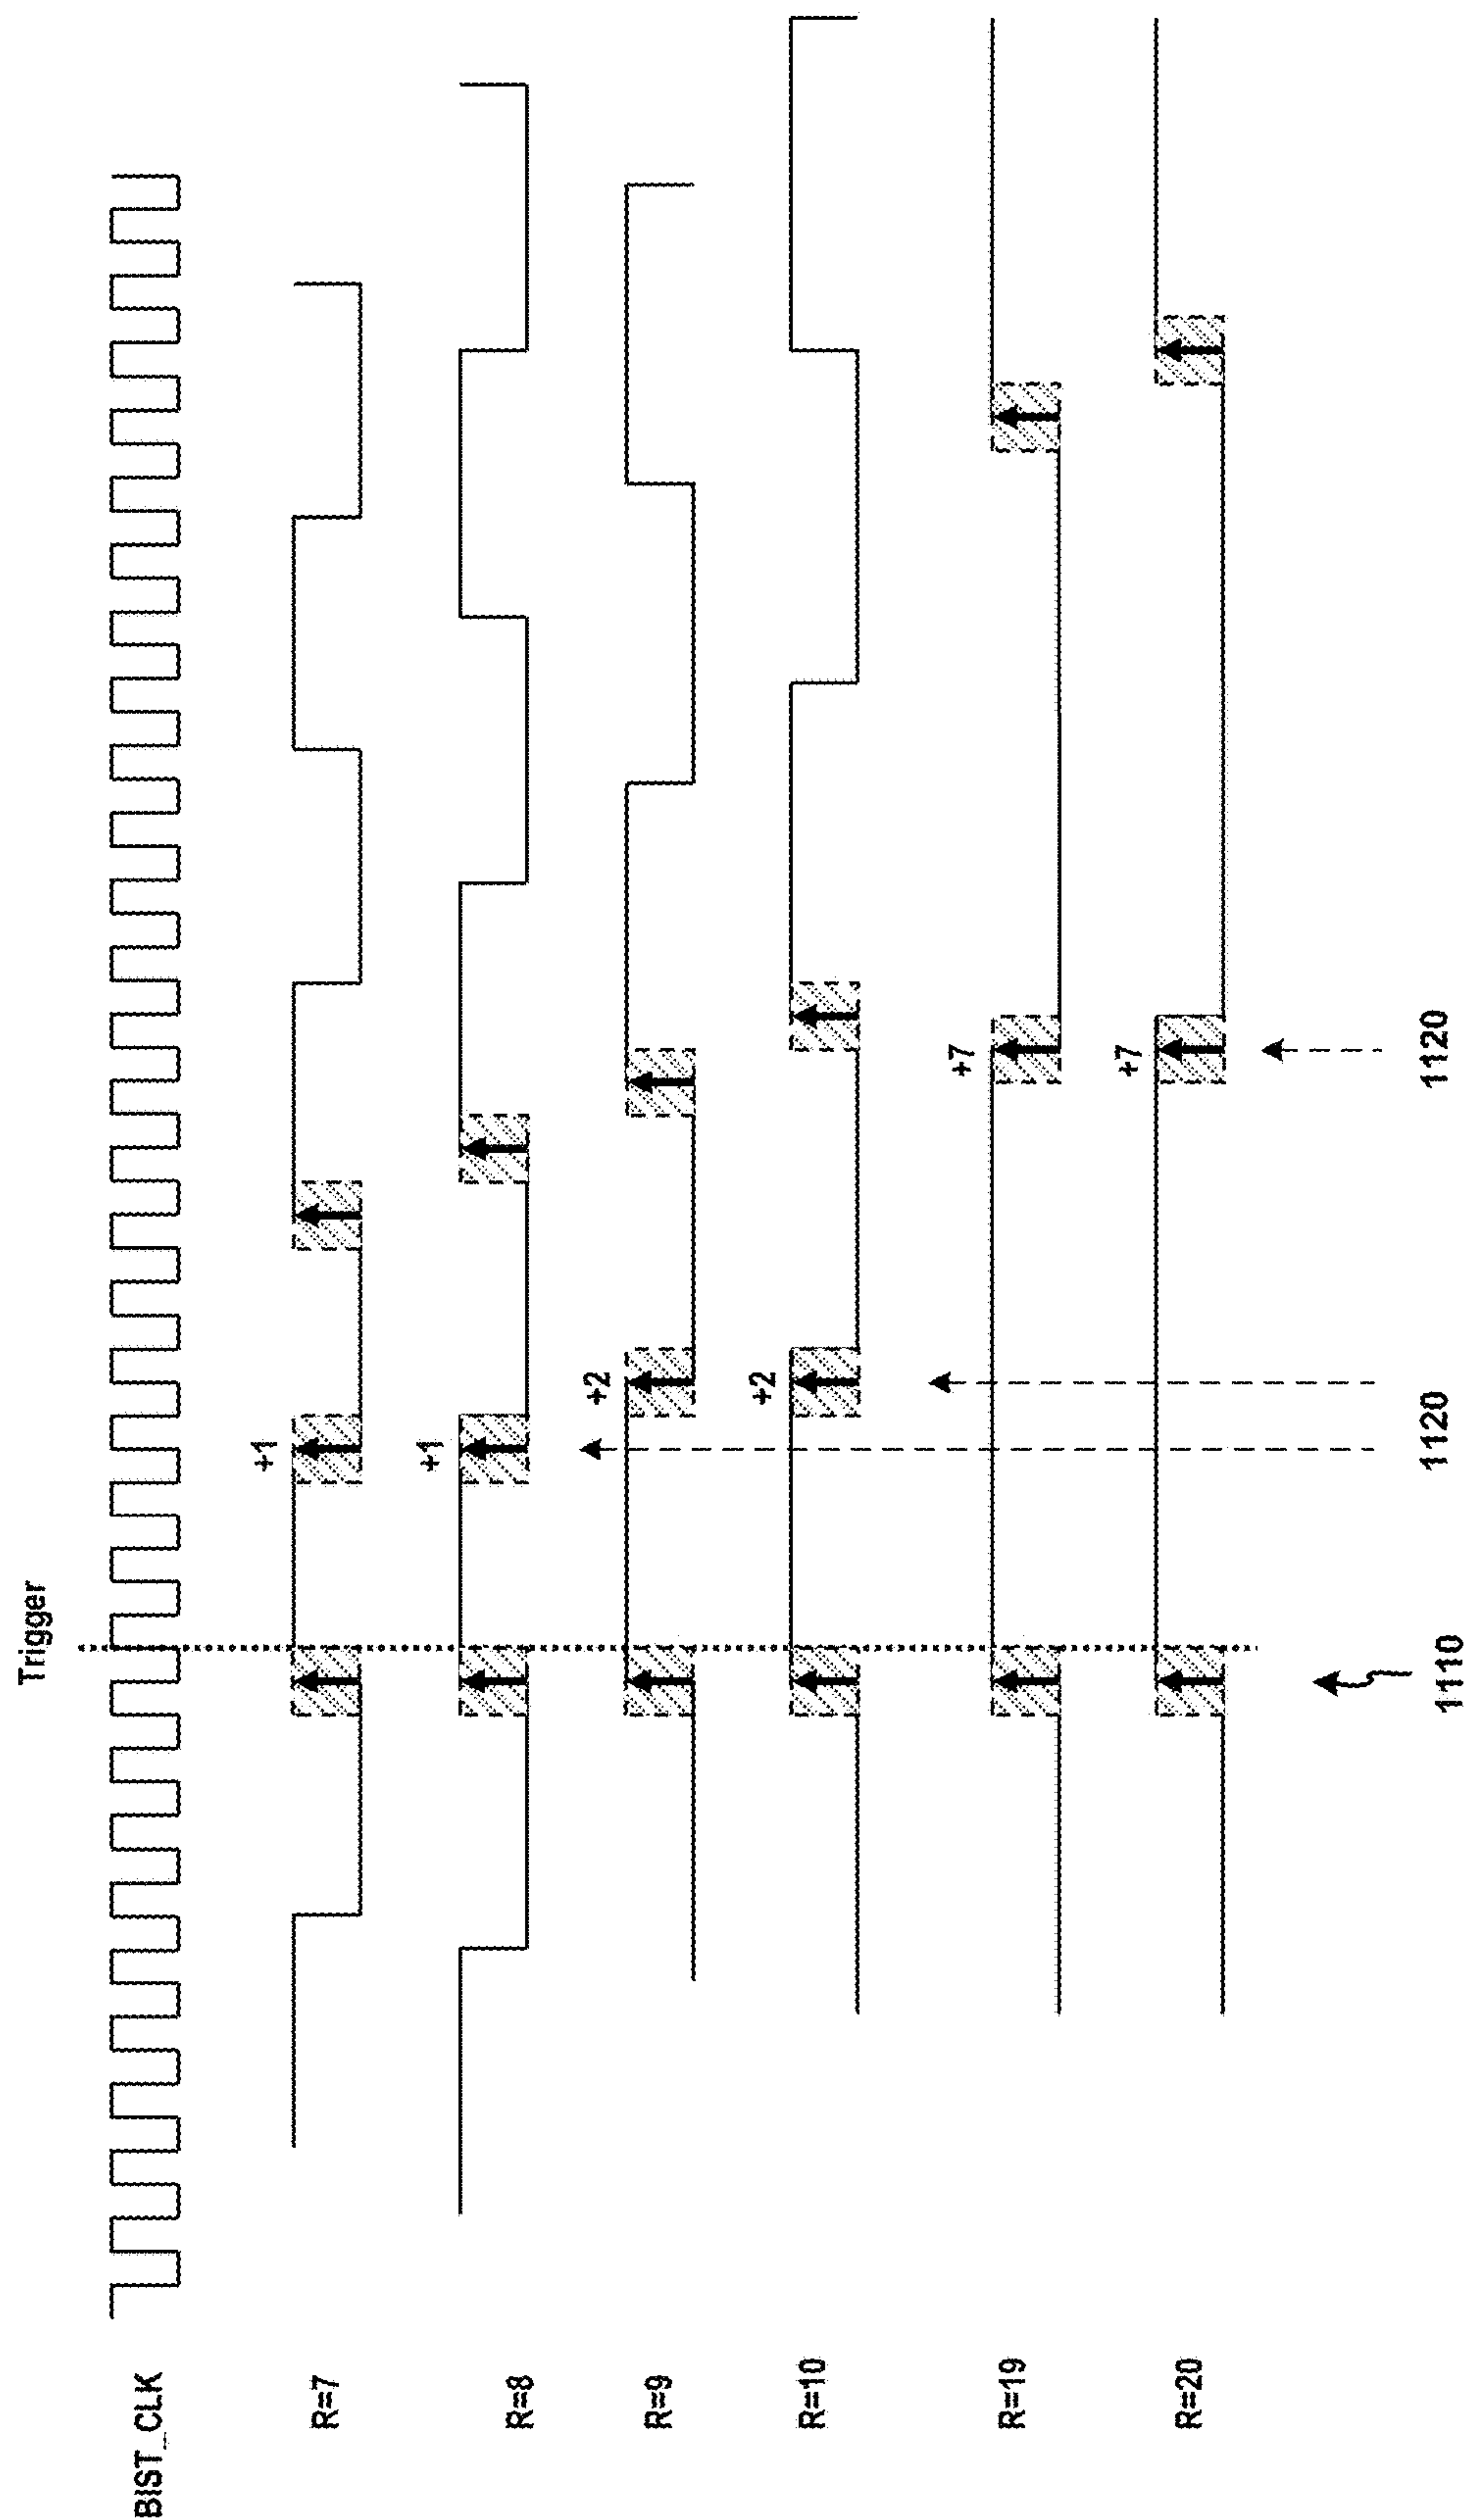 Trigger
BIST_CLK
R=7
+1
R=8
+1
R=9
+2
R=10
+2
R=19
+7
R=20
+7
1110
1120
1120